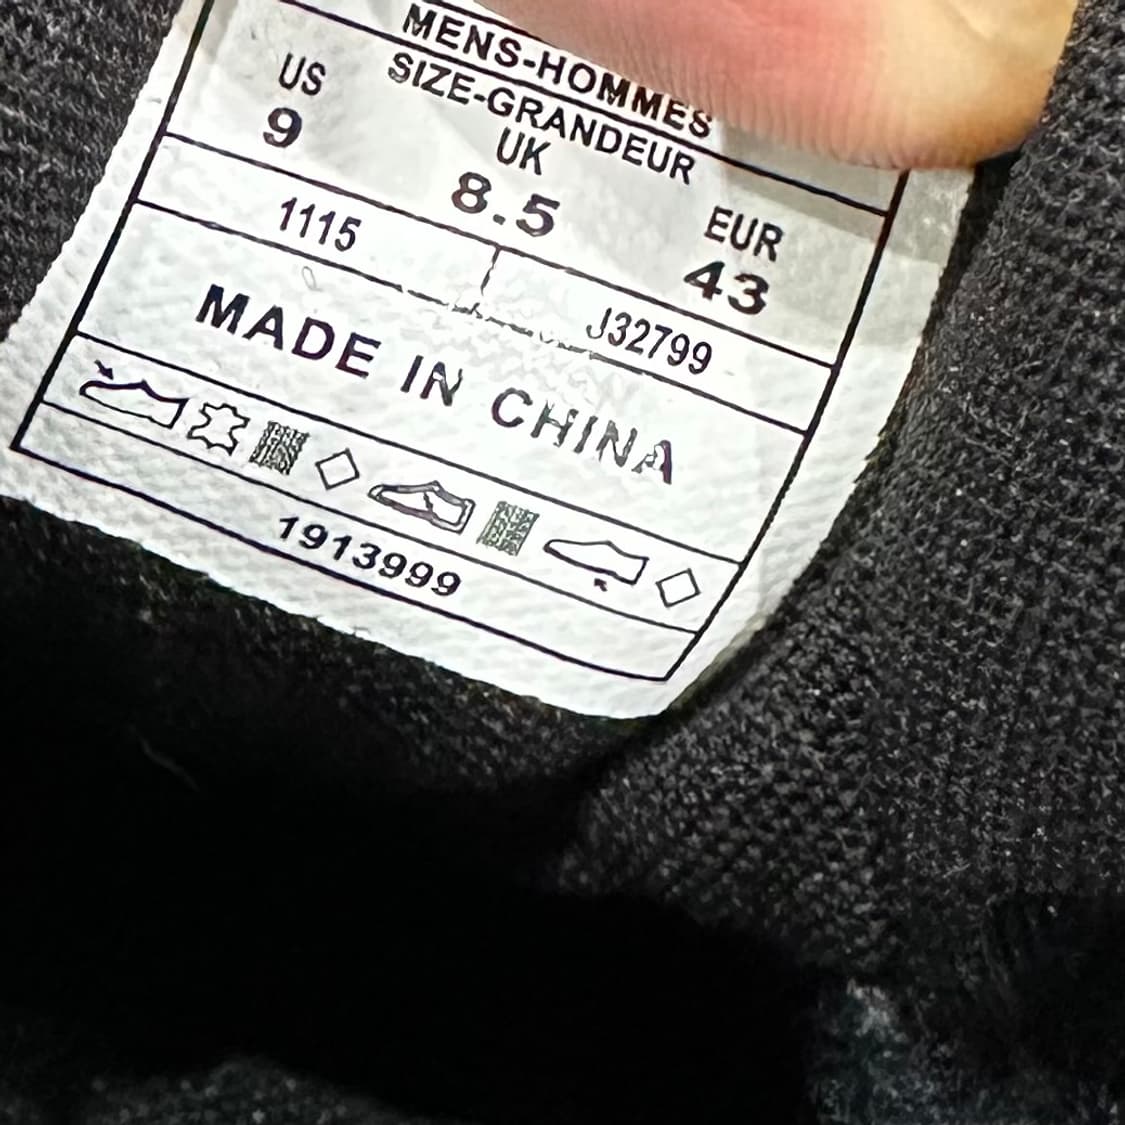 MENS-HOMMES
SIZE-GRANDEUR
US UK EUR
9 8.5 43
1115 J32799
MADE IN CHINA
1913999